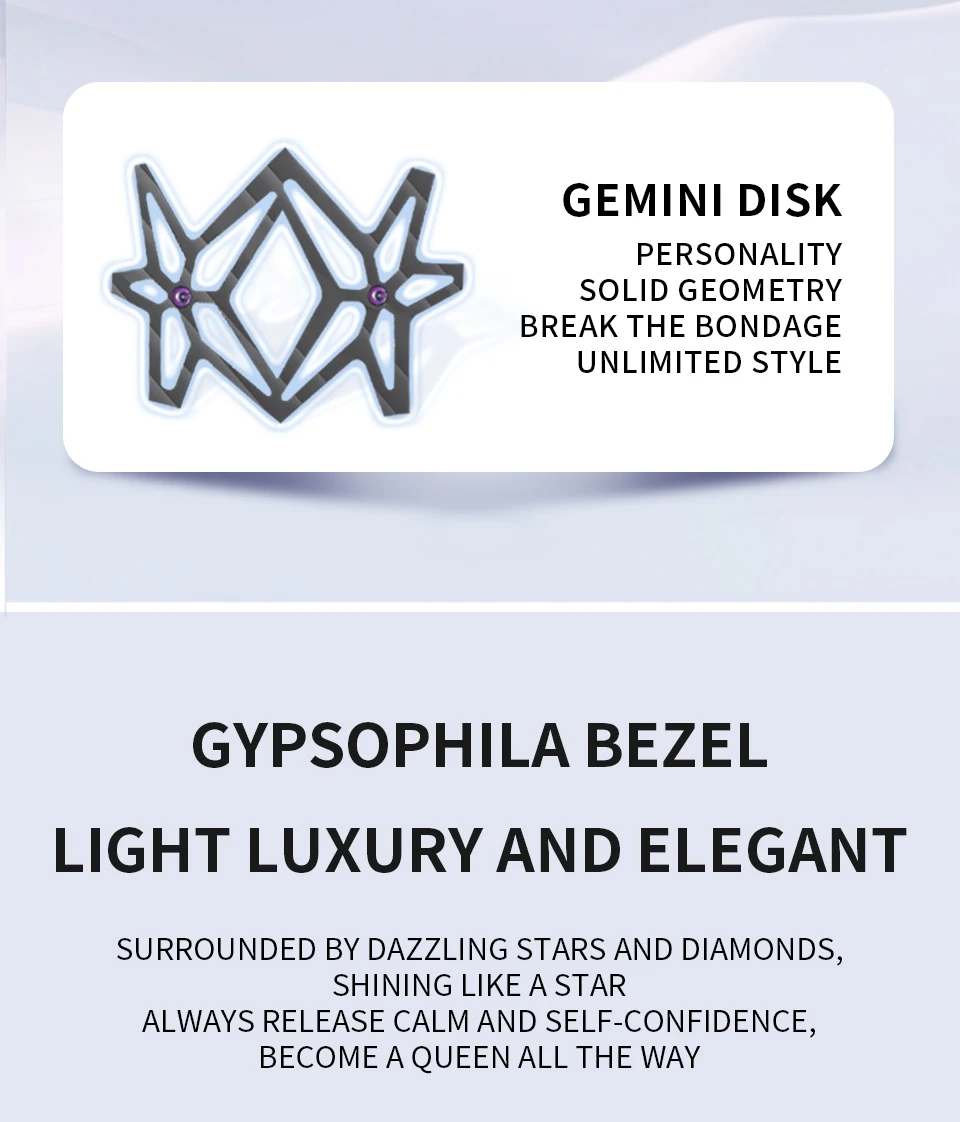 GEMINI DISK
PERSONALITY
SOLID GEOMETRY
BREAK THE BONDAGE
UNLIMITED STYLE
GYPSOPHILA BEZEL
LIGHT LUXURY AND ELEGANT
SURROUNDED BY DAZZLING STARS AND DIAMONDS,
SHINING LIKE A STAR
ALWAYS RELEASE CALM AND SELF-CONFIDENCE,
BECOME A QUEEN ALL THE WAY